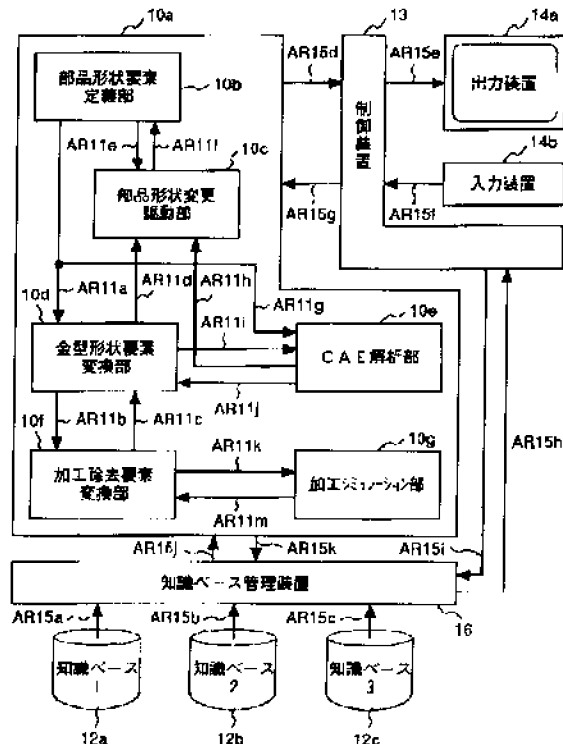 10a
13
14a
部品形状要素
定義部
10b
AR15d
AR15e
出力装置
制御装置
AR11e
AR11f
10c
14b
部品形状変更
駆動部
AR15g
AR15f
入力装置
10d
AR11a
AR11d
AR11h
AR11g
10e
金型形状要素
変換部
AR11i
CAE解析部
AR11j
10f
AR11b
AR11c
AR11k
10g
AR15h
加工除去要素
変換部
加工シミュレーション部
AR11m
AR15j
AR15k
AR15i
知識ベース管理装置
AR15a
AR15b
AR15c
16
知識ベース
1
知識ベース
2
知識ベース
3
12a
12b
12c